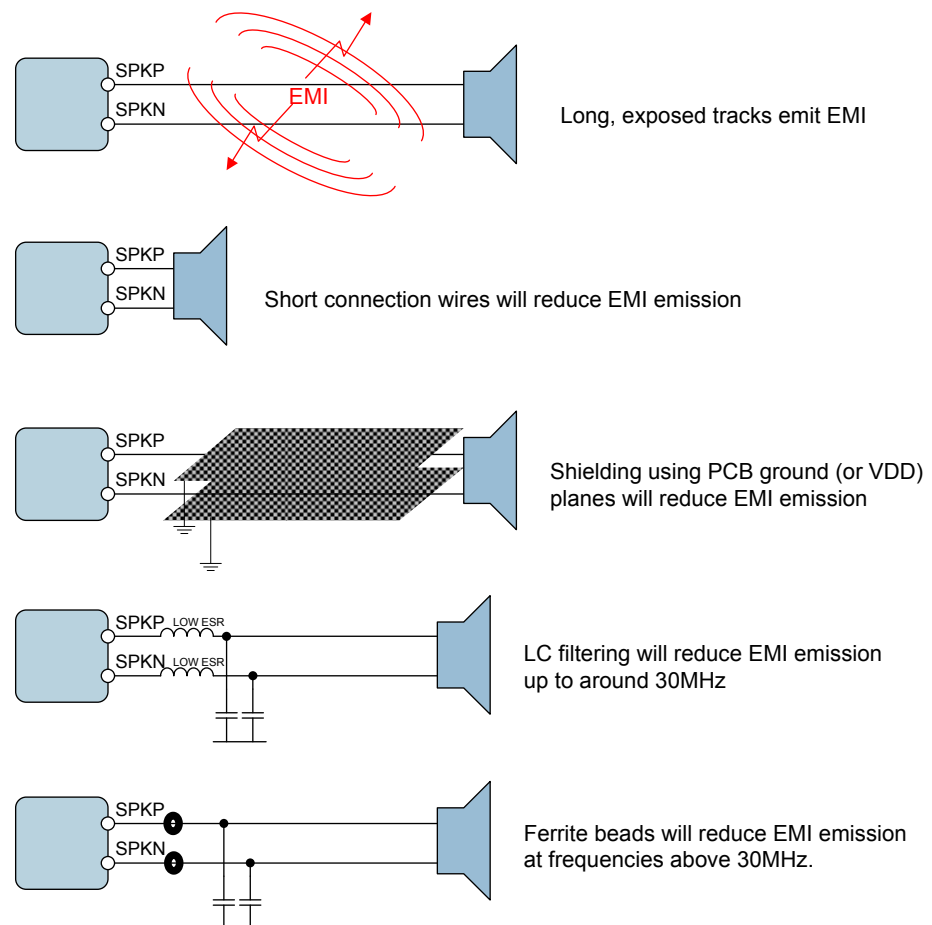 SPKP
SPKN
EMI
Long, exposed tracks emit EMI
SPKP
SPKN
Short connection wires will reduce EMI emission
SPKP
SPKN
Shielding using PCB ground (or VDD)
planes will reduce EMI emission
SPKP
LOW ESR
SPKN
LOW ESR
LC filtering will reduce EMI emission
up to around 30MHz
SPKP
SPKN
Ferrite beads will reduce EMI emission
at frequencies above 30MHz.